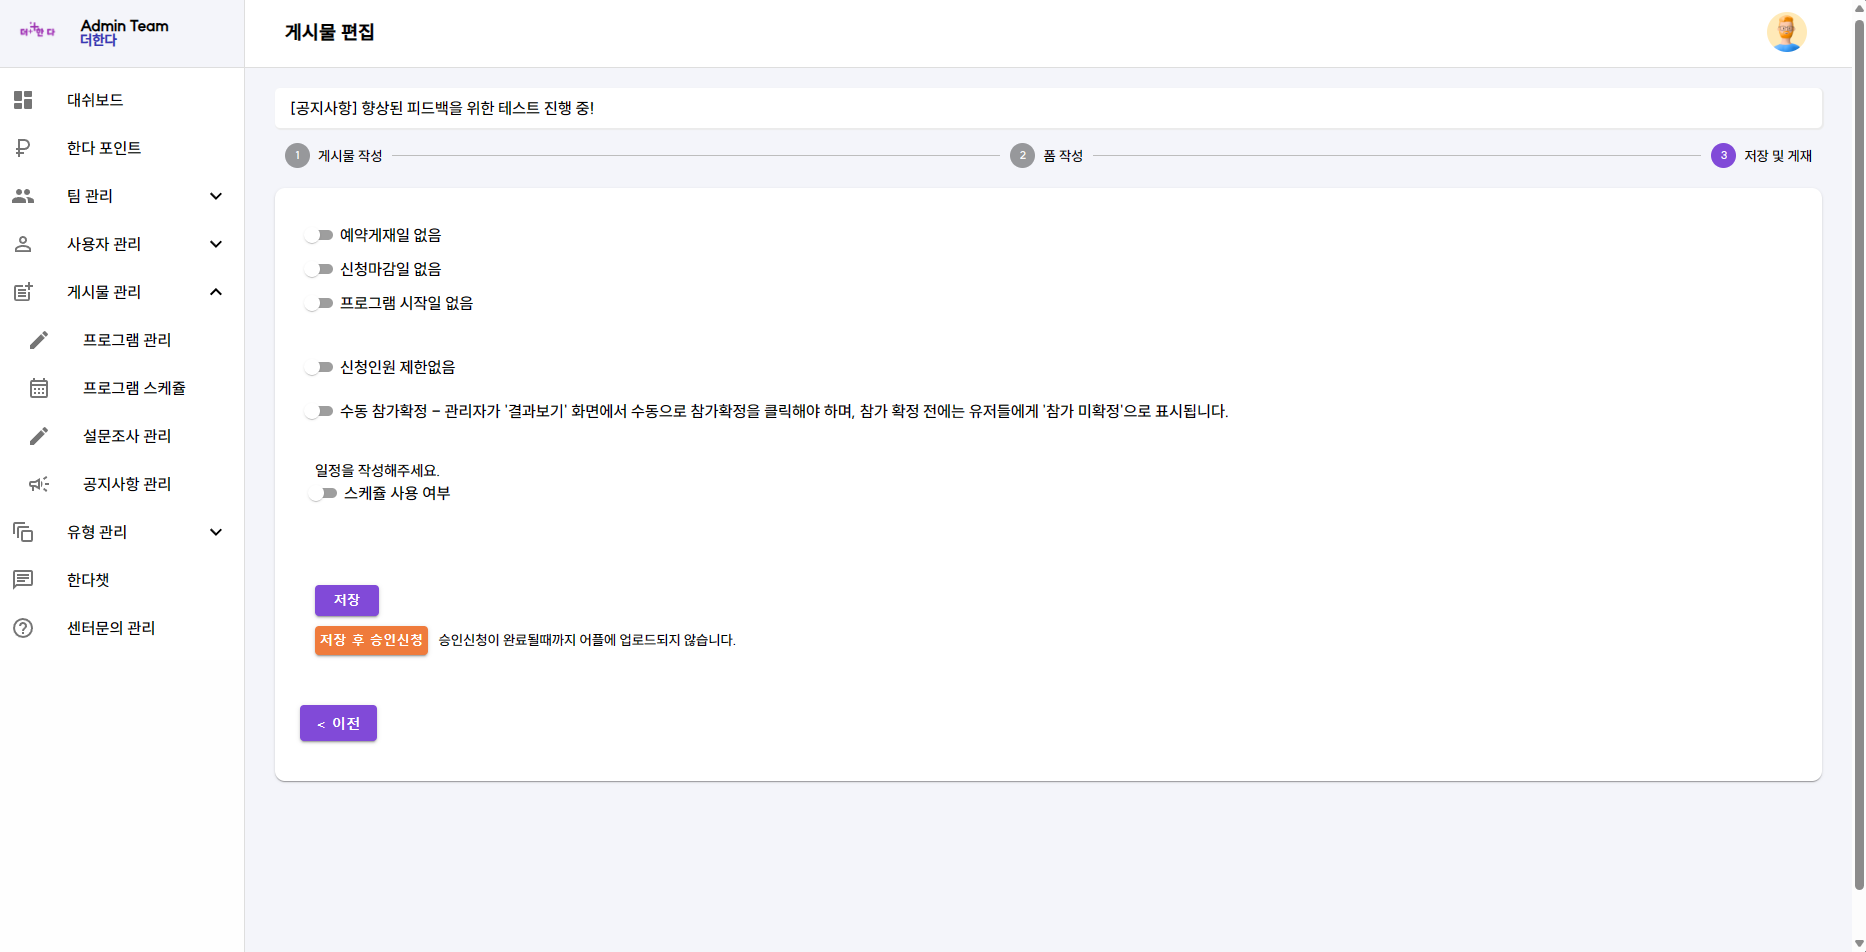 더한다
Admin Team
더한다
게시물 편집
대쉬보드
한다 포인트
팀 관리
사용자 관리
게시물 관리
프로그램 관리
프로그램 스케쥴
설문조사 관리
공지사항 관리
유형 관리
한다챗
센터문의 관리
[공지사항] 향상된 피드백을 위한 테스트 진행 중!
1 게시물 작성
2 폼 작성
3 저장 및 게재
예약게재일 없음
신청마감일 없음
프로그램 시작일 없음
신청인원 제한없음
수동 참가확정 – 관리자가 '결과보기' 화면에서 수동으로 참가확정을 클릭해야 하며, 참가 확정 전에는 유저들에게 '참가 미확정'으로 표시됩니다.
일정을 작성해주세요.
스케쥴 사용 여부
저장
저장 후 승인신청 승인신청이 완료될때까지 어플에 업로드되지 않습니다.
< 이전